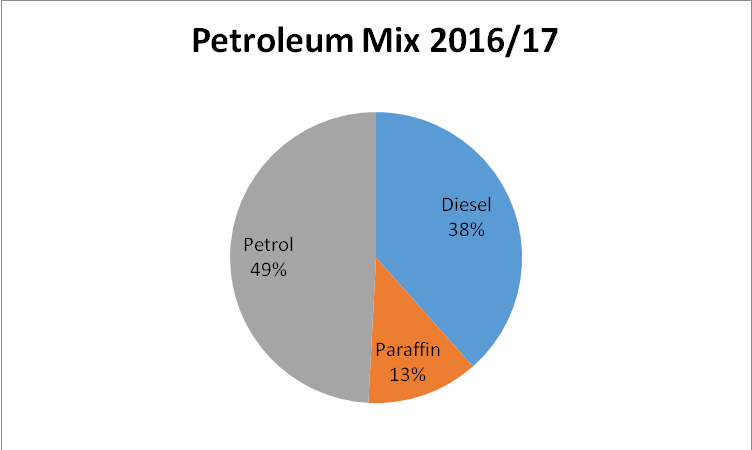 Petroleum Mix 2016/17
Diesel
38%
Petrol
49%
Paraffin
13%